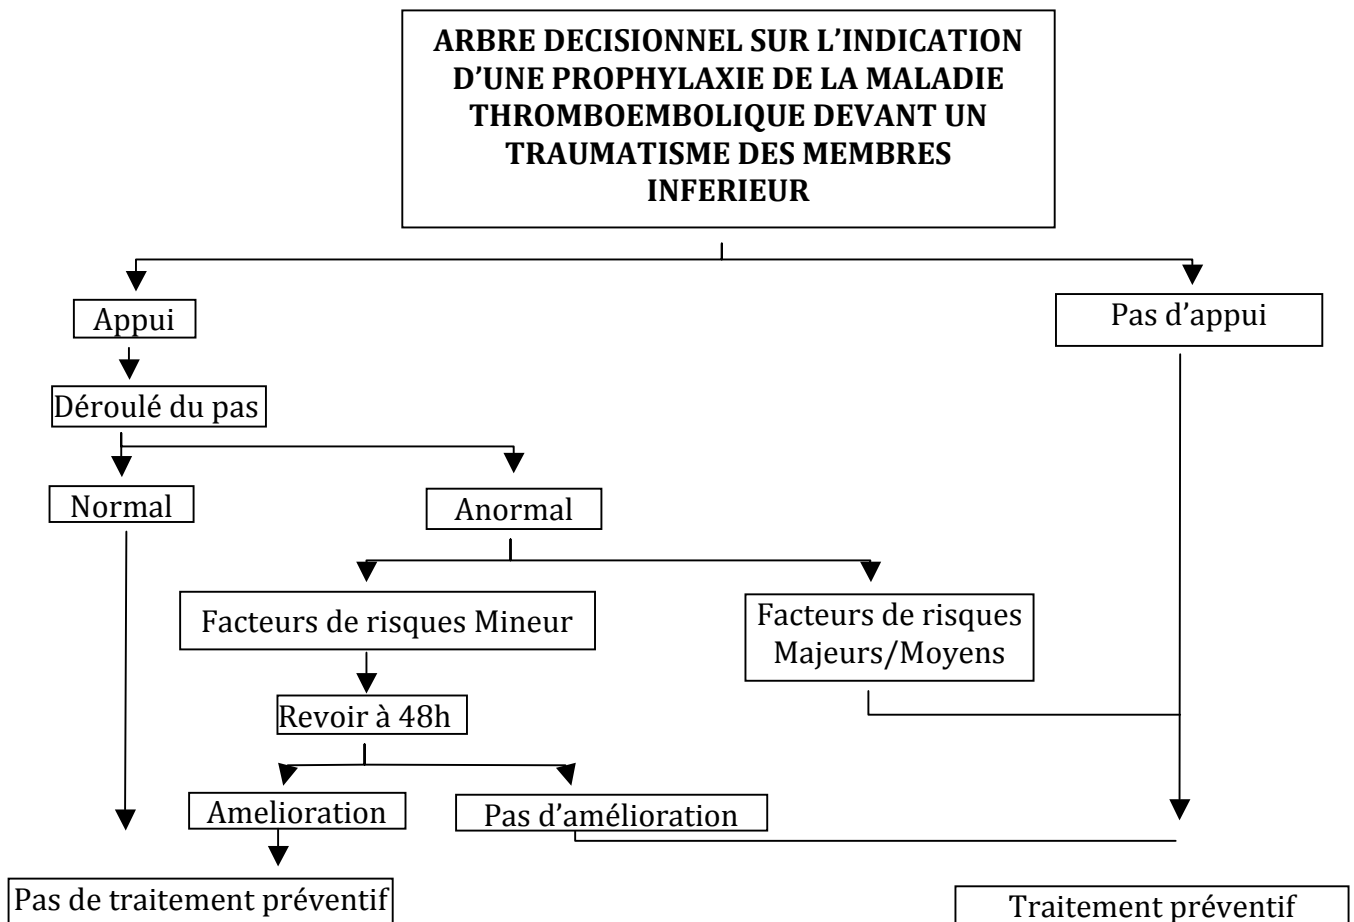 ARBRE DECISIONNEL SUR L’INDICATION
D’UNE PROPHYLAXIE DE LA MALADIE
THROMBOEMBOLIQUE DEVANT UN
TRAUMATISME DES MEMBRES
INFERIEUR
Appui
Pas d’appui
Déroulé du pas
Normal
Anormal
Facteurs de risques Mineur
Facteurs de risques
Majeurs/Moyens
Revoir à 48h
Amelioration
Pas d’amélioration
Pas de traitement préventif
Traitement préventif